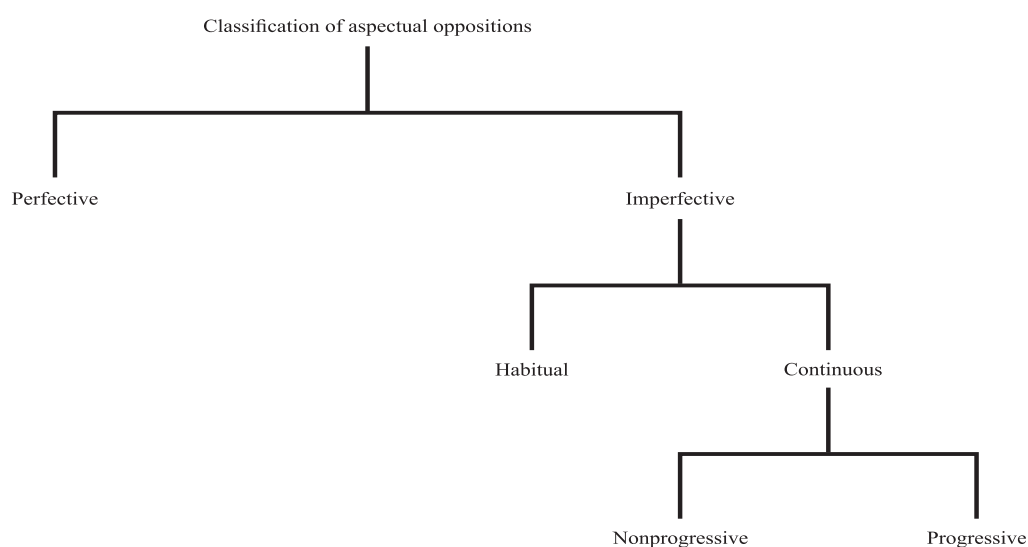 Classification of aspectual oppositions
Perfective
Imperfective
Habitual
Continuous
Nonprogressive
Progressive